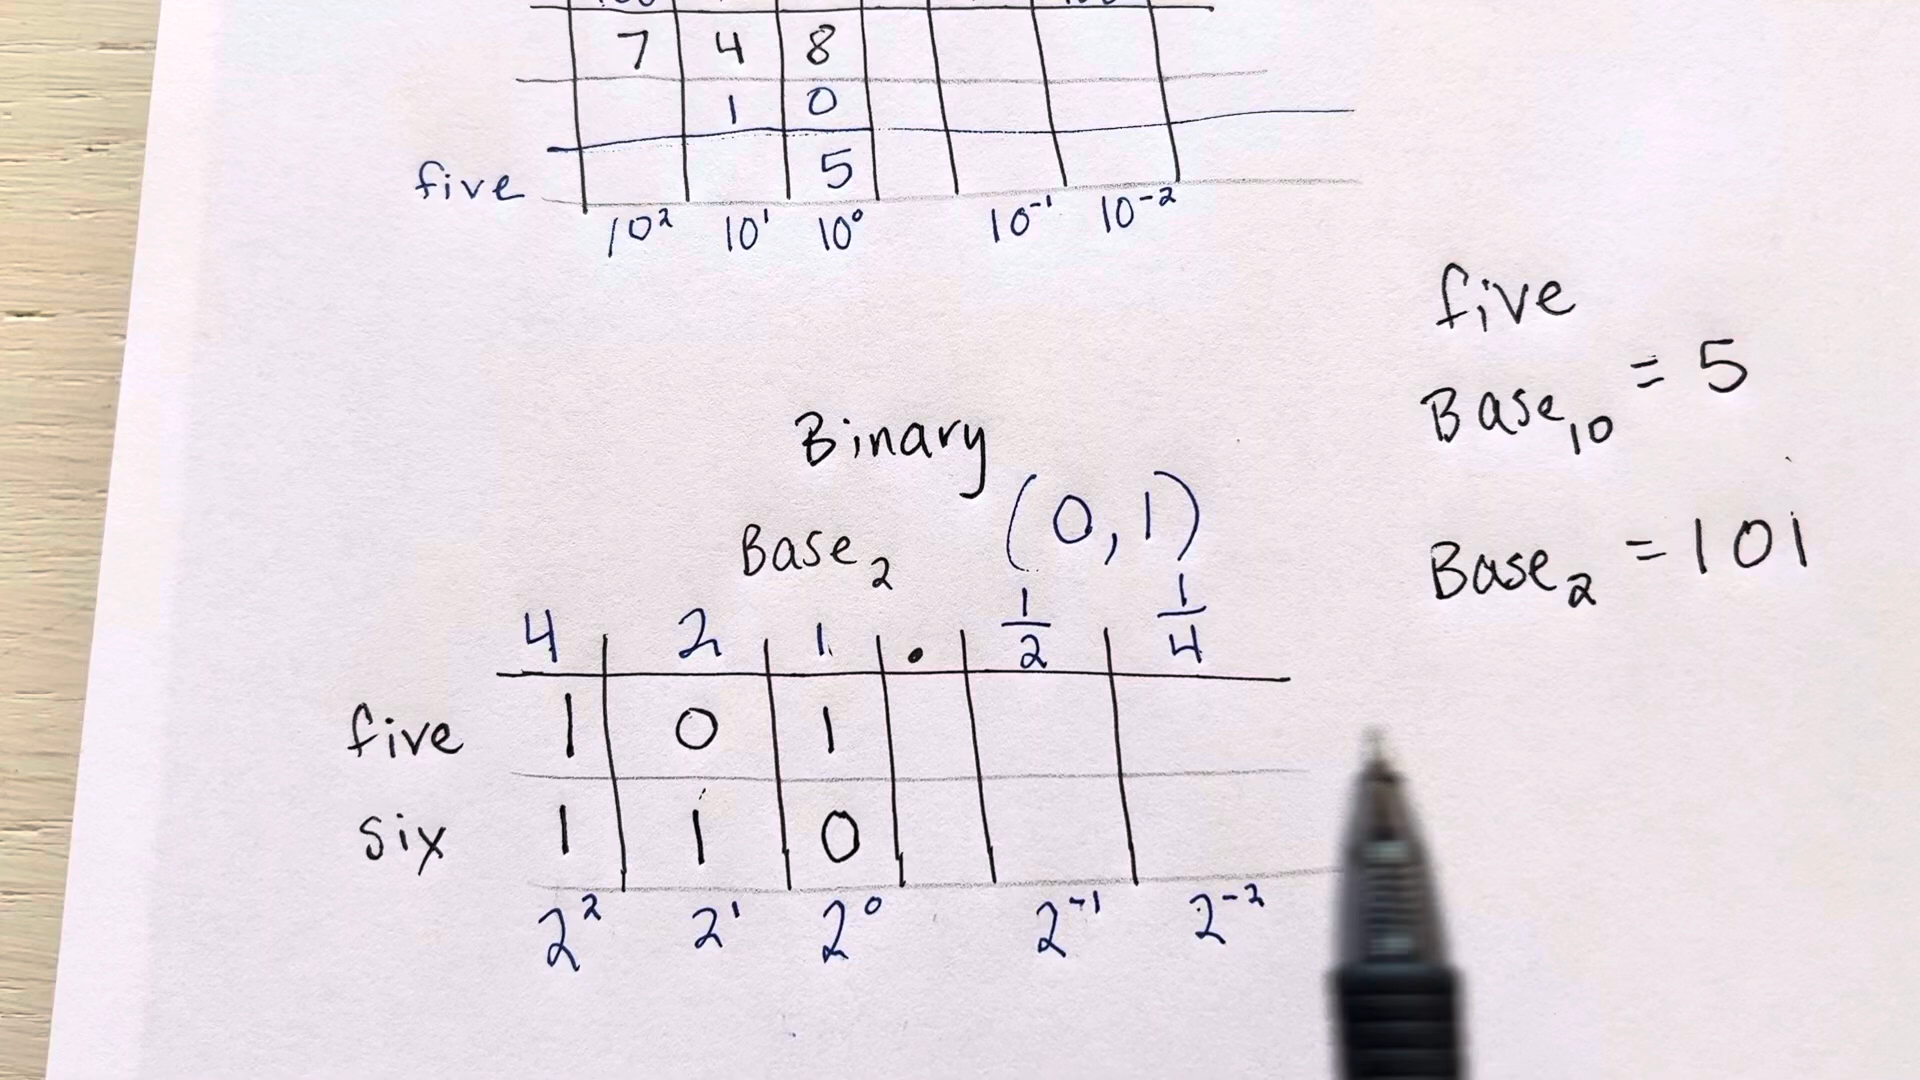 7 4 8
1 0
five 5
10² 10¹ 10⁰ 10⁻¹ 10⁻²
five
Base₁₀ = 5
Base₂ = 101
Binary
Base₂ (0,1)
4 2 1 . 1/2 1/4
five 1 0 1
six 1 1 0
2² 2¹ 2⁰ 2⁻¹ 2⁻²